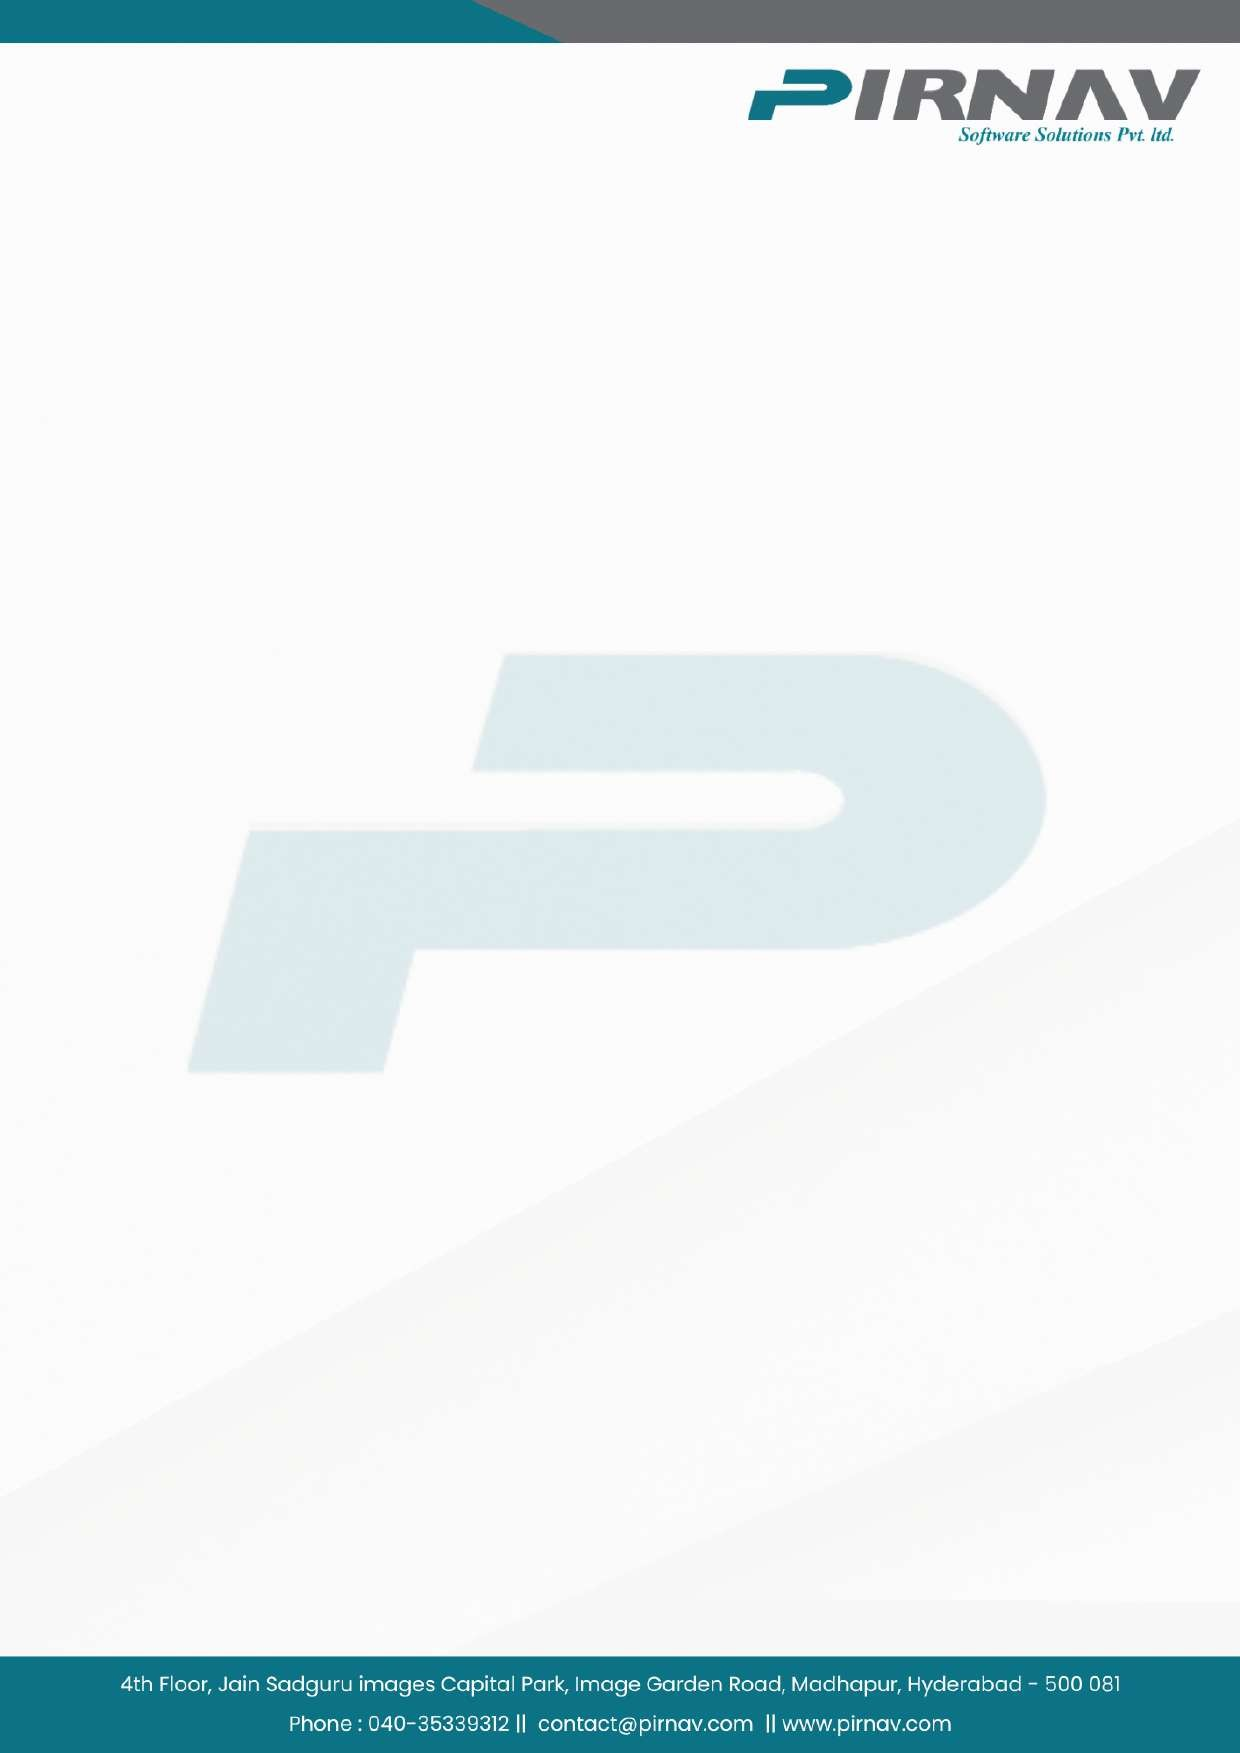 PIRNAV
Software Solutions Pvt. ltd.
4th Floor, Jain Sadguru images Capital Park, Image Garden Road, Madhapur, Hyderabad - 500 081
Phone : 040-35339312 || contact@pirnav.com || www.pirnav.com